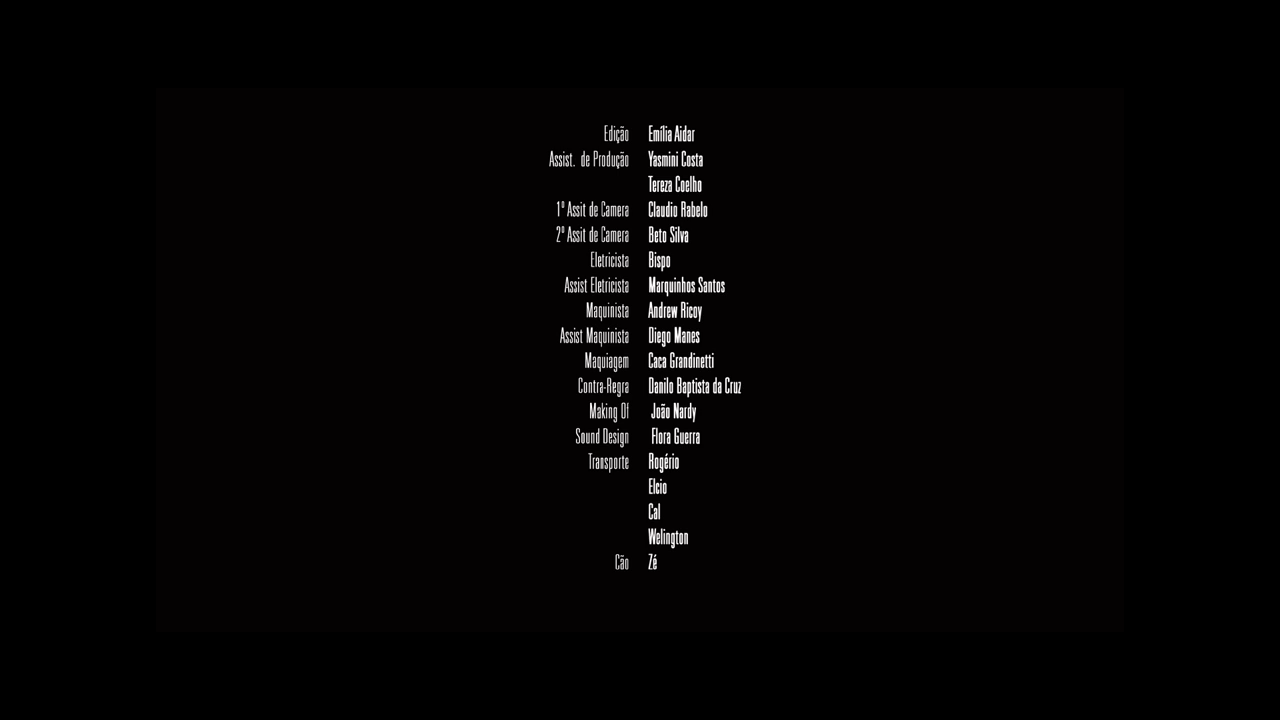 Edição Emília Aidar
Assist. de Produção Yasmini Costa
Tereza Coelho
1º Assit de Camera Claudio Rabelo
2º Assit de Camera Beto Silva
Eletricista Bispo
Assist Eletricista Marquinhos Santos
Maquinista Andrew Ricoy
Assist Maquinista Diego Manes
Maquiagem Caca Grandinetti
Contra-Regra Danilo Baptista da Cruz
Making Of João Nardy
Sound Design Flora Guerra
Transporte Rogério
Elcio
Cal
Welington
Cão Zé